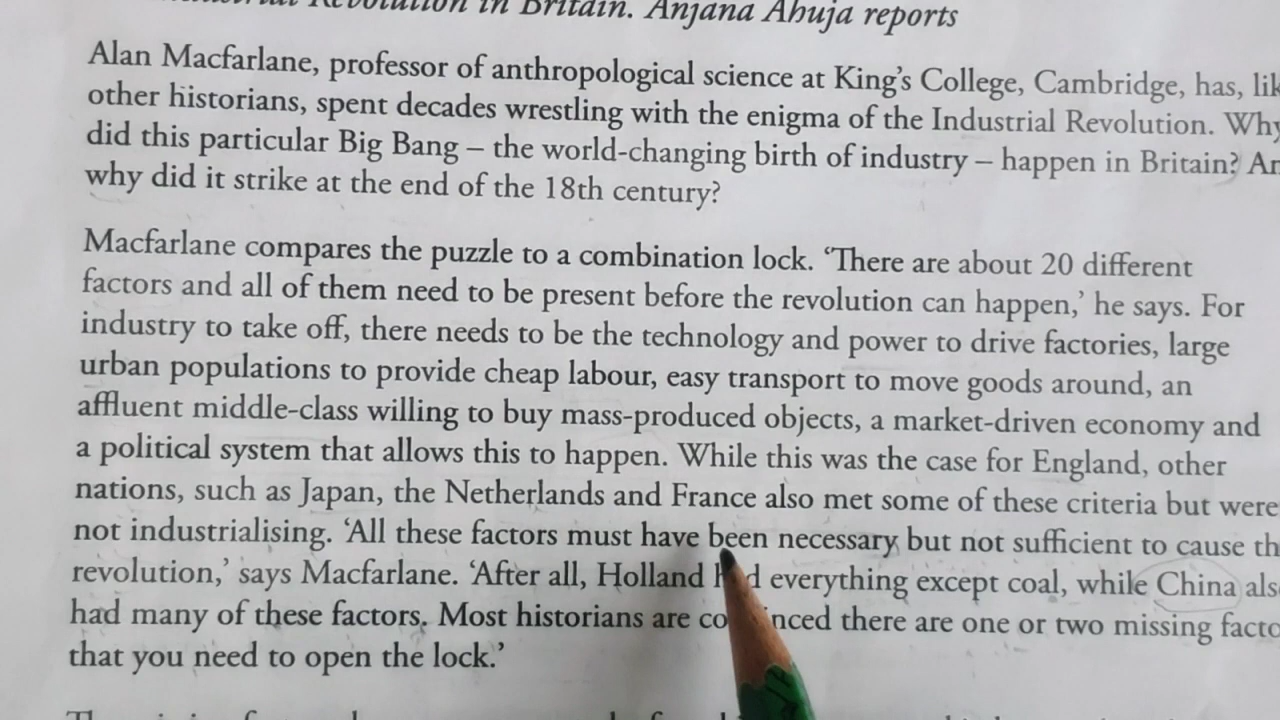 Revolution in Britain. Anjana Ahuja reports
Alan Macfarlane, professor of anthropological science at King's College, Cambridge, has, lik
other historians, spent decades wrestling with the enigma of the Industrial Revolution. Why
did this particular Big Bang – the world-changing birth of industry – happen in Britain? An
why did it strike at the end of the 18th century?
Macfarlane compares the puzzle to a combination lock. 'There are about 20 different
factors and all of them need to be present before the revolution can happen,' he says. For
industry to take off, there needs to be the technology and power to drive factories, large
urban populations to provide cheap labour, easy transport to move goods around, an
affluent middle-class willing to buy mass-produced objects, a market-driven economy and
a political system that allows this to happen. While this was the case for England, other
nations, such as Japan, the Netherlands and France also met some of these criteria but were
not industrialising. 'All these factors must have been necessary but not sufficient to cause th
revolution,' says Macfarlane. 'After all, Holland had everything except coal, while China als
had many of these factors. Most historians are convinced there are one or two missing facto
that you need to open the lock.'